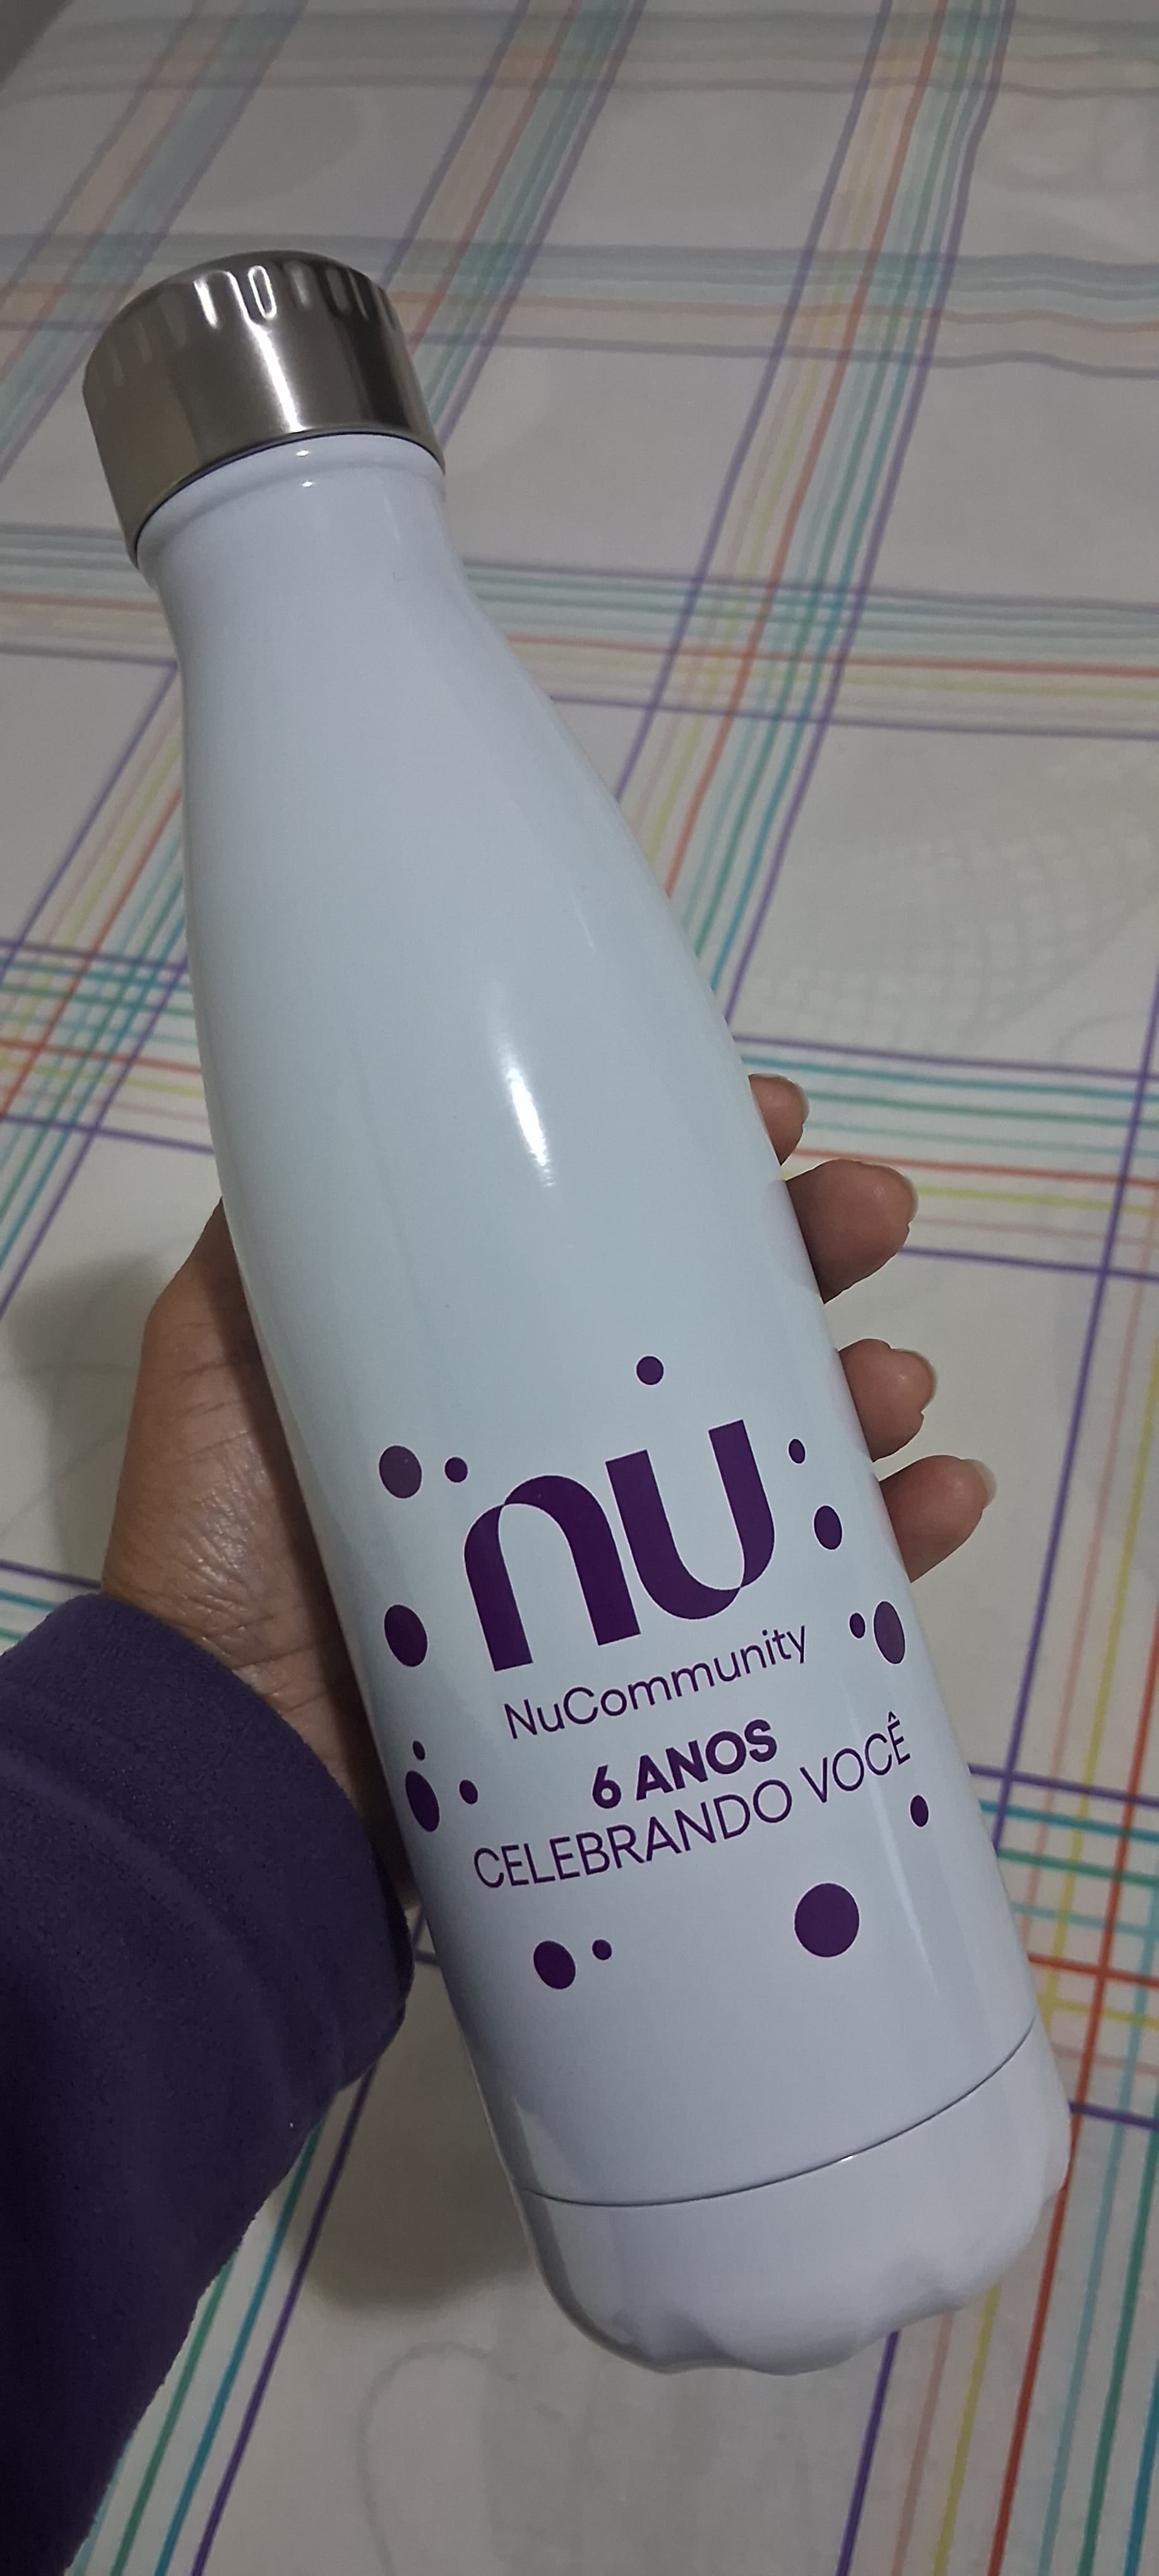 nu
NuCommunity
6 ANOS
CELEBRANDO VOCÊ